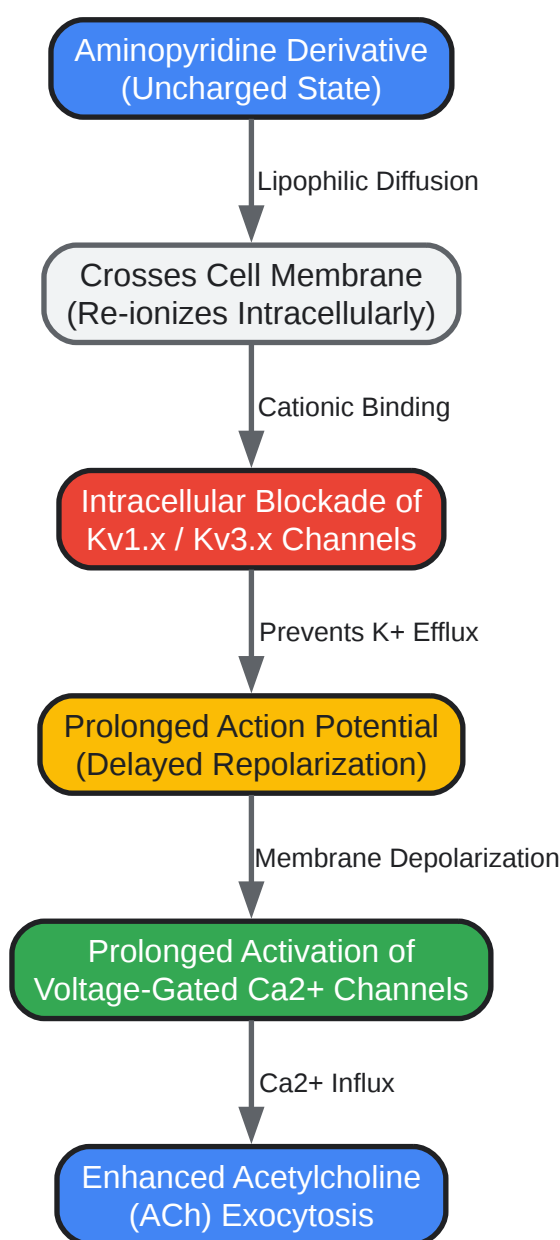 Aminopyridine Derivative
(Uncharged State)
Lipophilic Diffusion
Crosses Cell Membrane
(Re-ionizes Intracellularly)
Cationic Binding
Intracellular Blockade of
Kv1.x / Kv3.x Channels
Prevents K+ Efflux
Prolonged Action Potential
(Delayed Repolarization)
Membrane Depolarization
Prolonged Activation of
Voltage-Gated Ca2+ Channels
Ca2+ Influx
Enhanced Acetylcholine
(ACh) Exocytosis